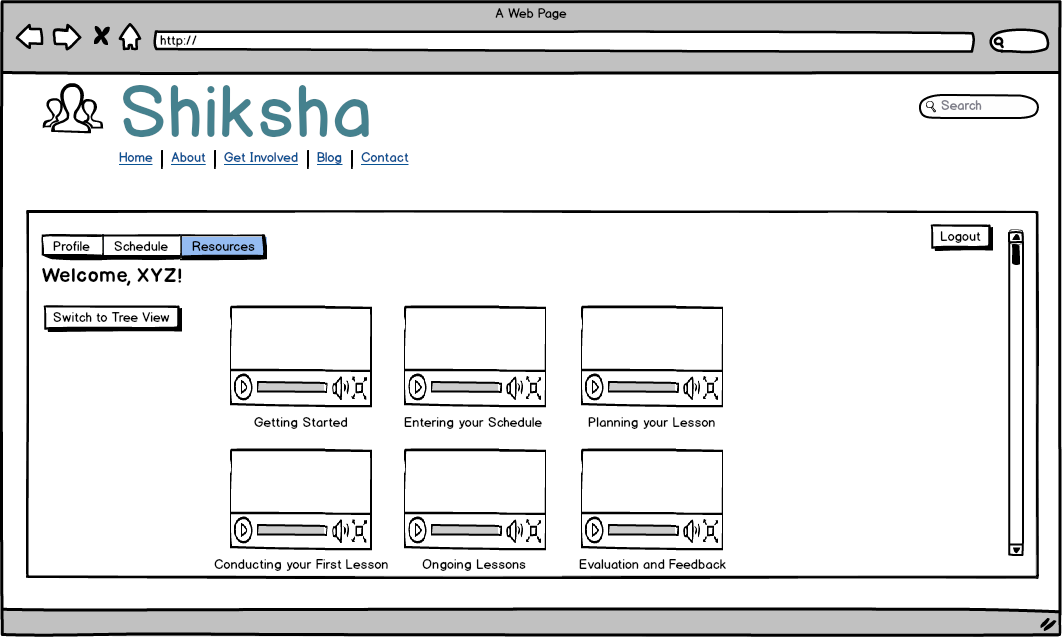 A Web Page
http://
Shiksha
Search
Home | About | Get Involved | Blog | Contact
Logout
Profile Schedule Resources
Welcome, XYZ!
Switch to Tree View
Getting Started Entering your Schedule Planning your Lesson
Conducting your First Lesson Ongoing Lessons Evaluation and Feedback